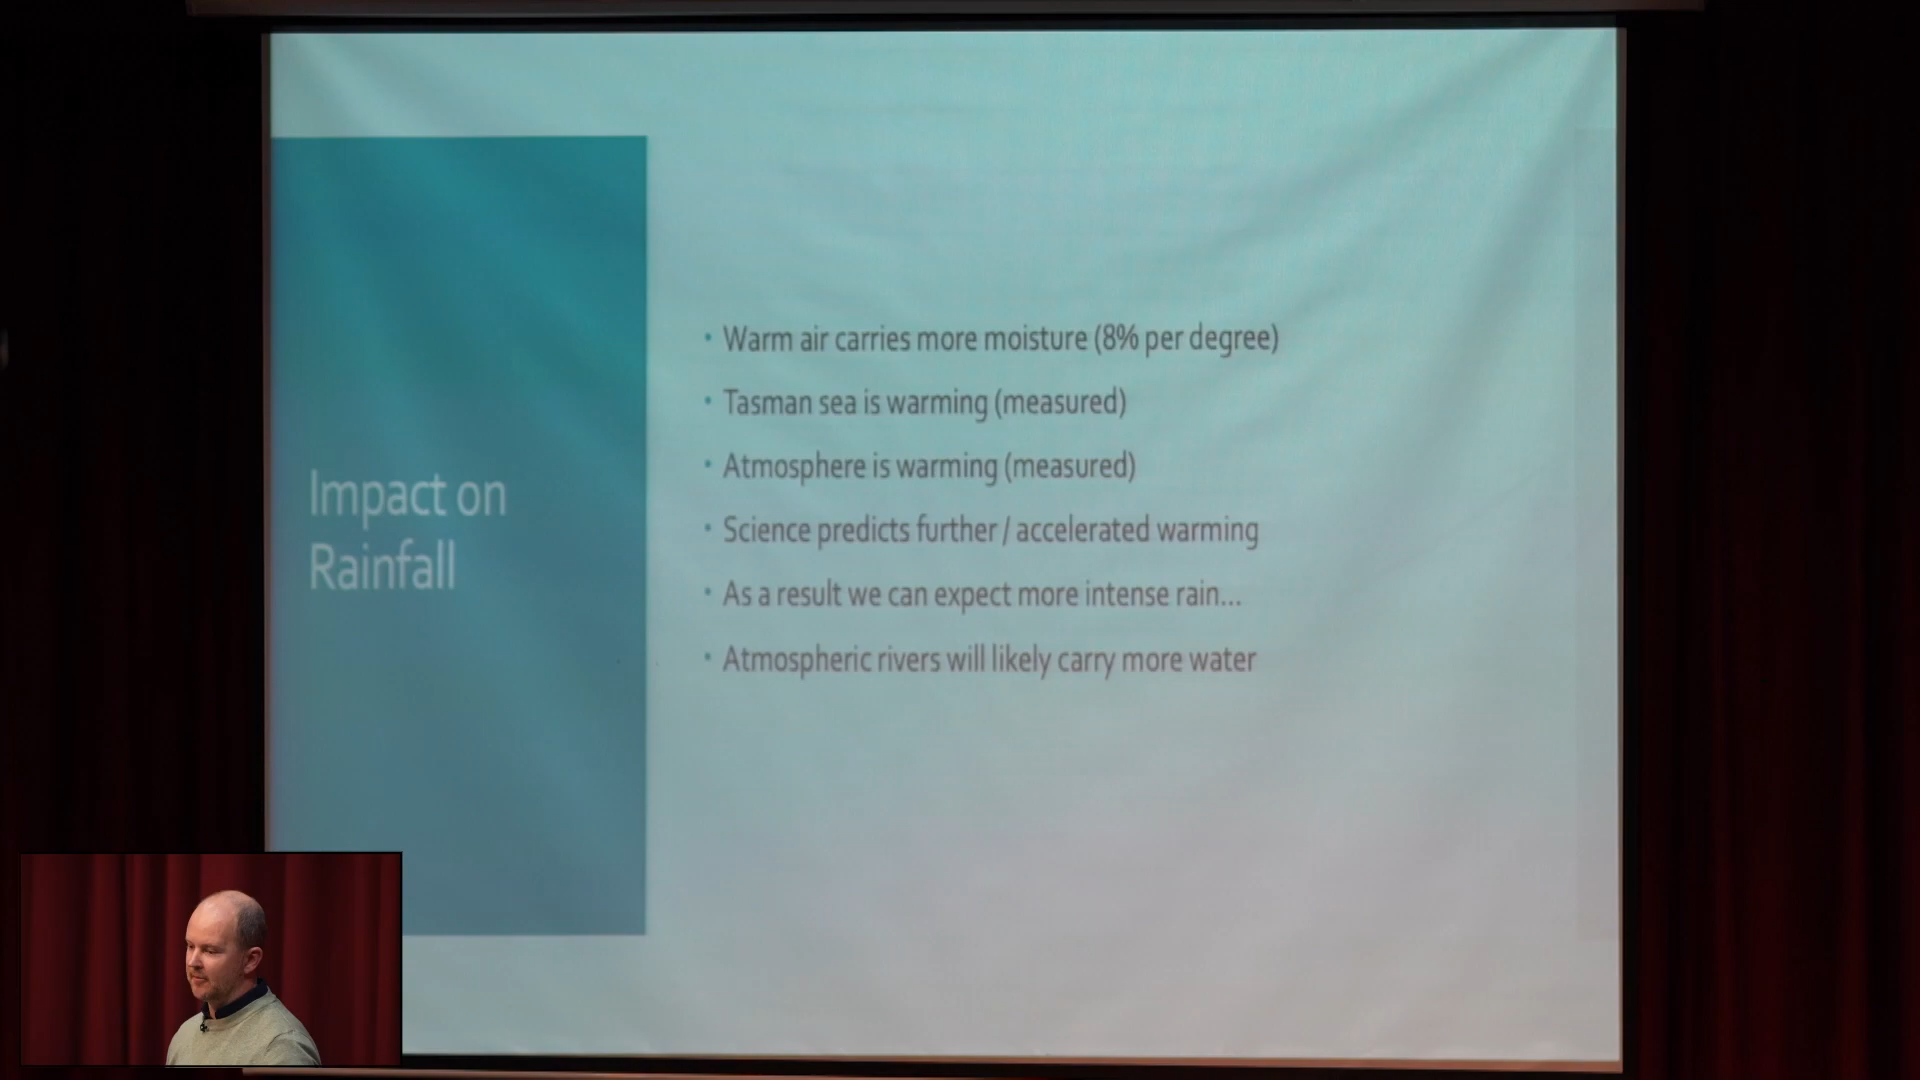 Impact on
Rainfall
• Warm air carries more moisture (8% per degree)
• Tasman sea is warming (measured)
• Atmosphere is warming (measured)
• Science predicts further / accelerated warming
• As a result we can expect more intense rain...
• Atmospheric rivers will likely carry more water